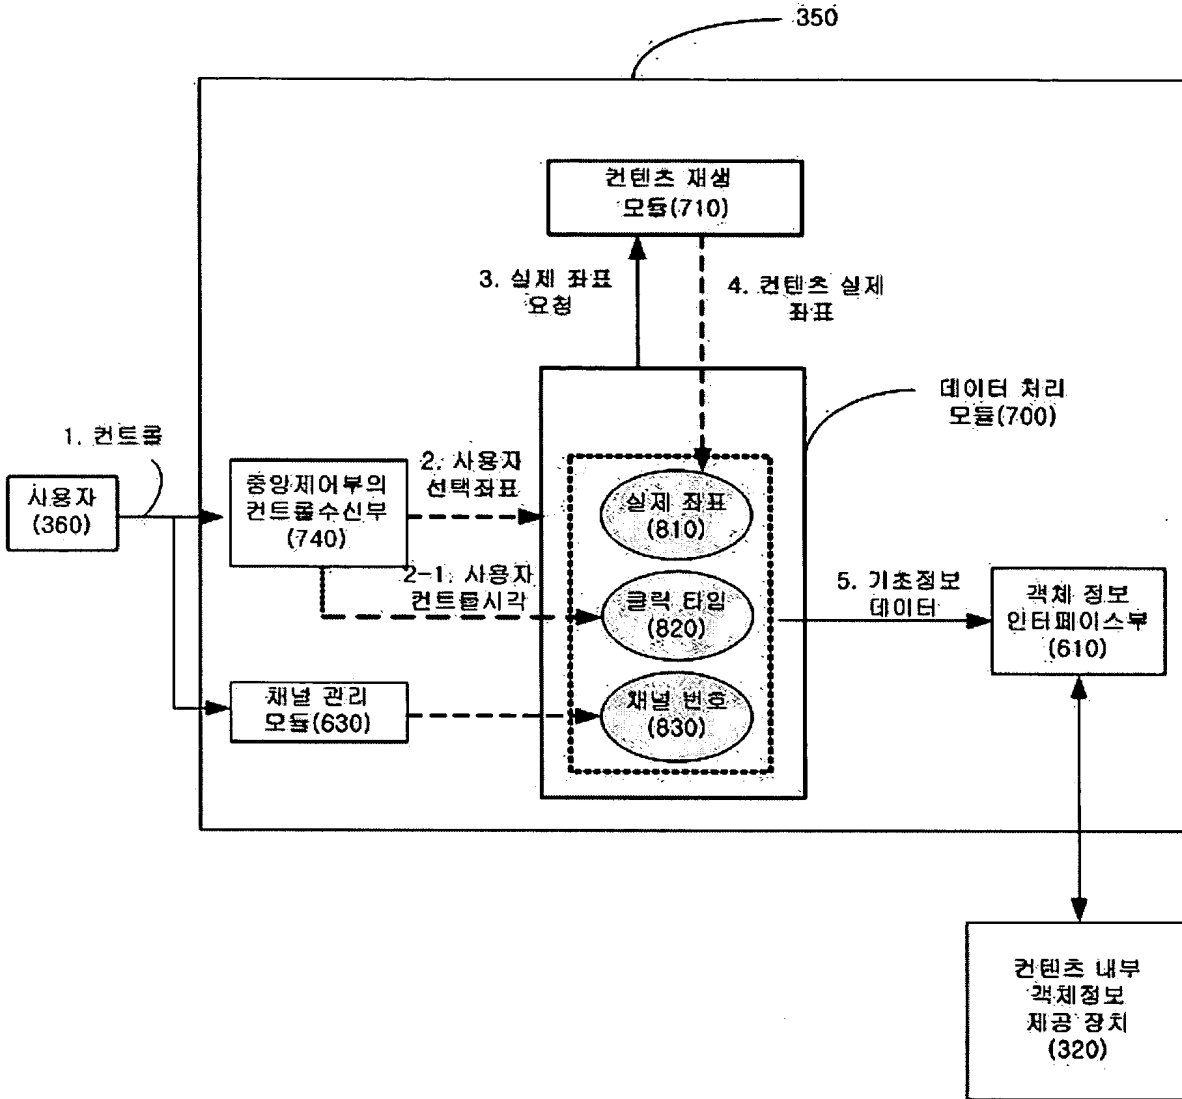 350
컨텐츠 재생
모듈(710)
3. 실제 좌표
요청
4. 컨텐츠 실제
좌표
데이터 처리
모듈(700)
1. 컨트롤
사용자
(360)
중앙제어부의
컨트롤수신부
(740)
2. 사용자
선택좌표
실제 좌표
(810)
2-1. 사용자
컨트롤시각
클릭 타임
(820)
5. 기초정보
데이터
객체 정보
인터페이스부
(610)
채널 관리
모듈(630)
채널 번호
(830)
컨텐츠 내부
객체정보
제공 장치
(320)